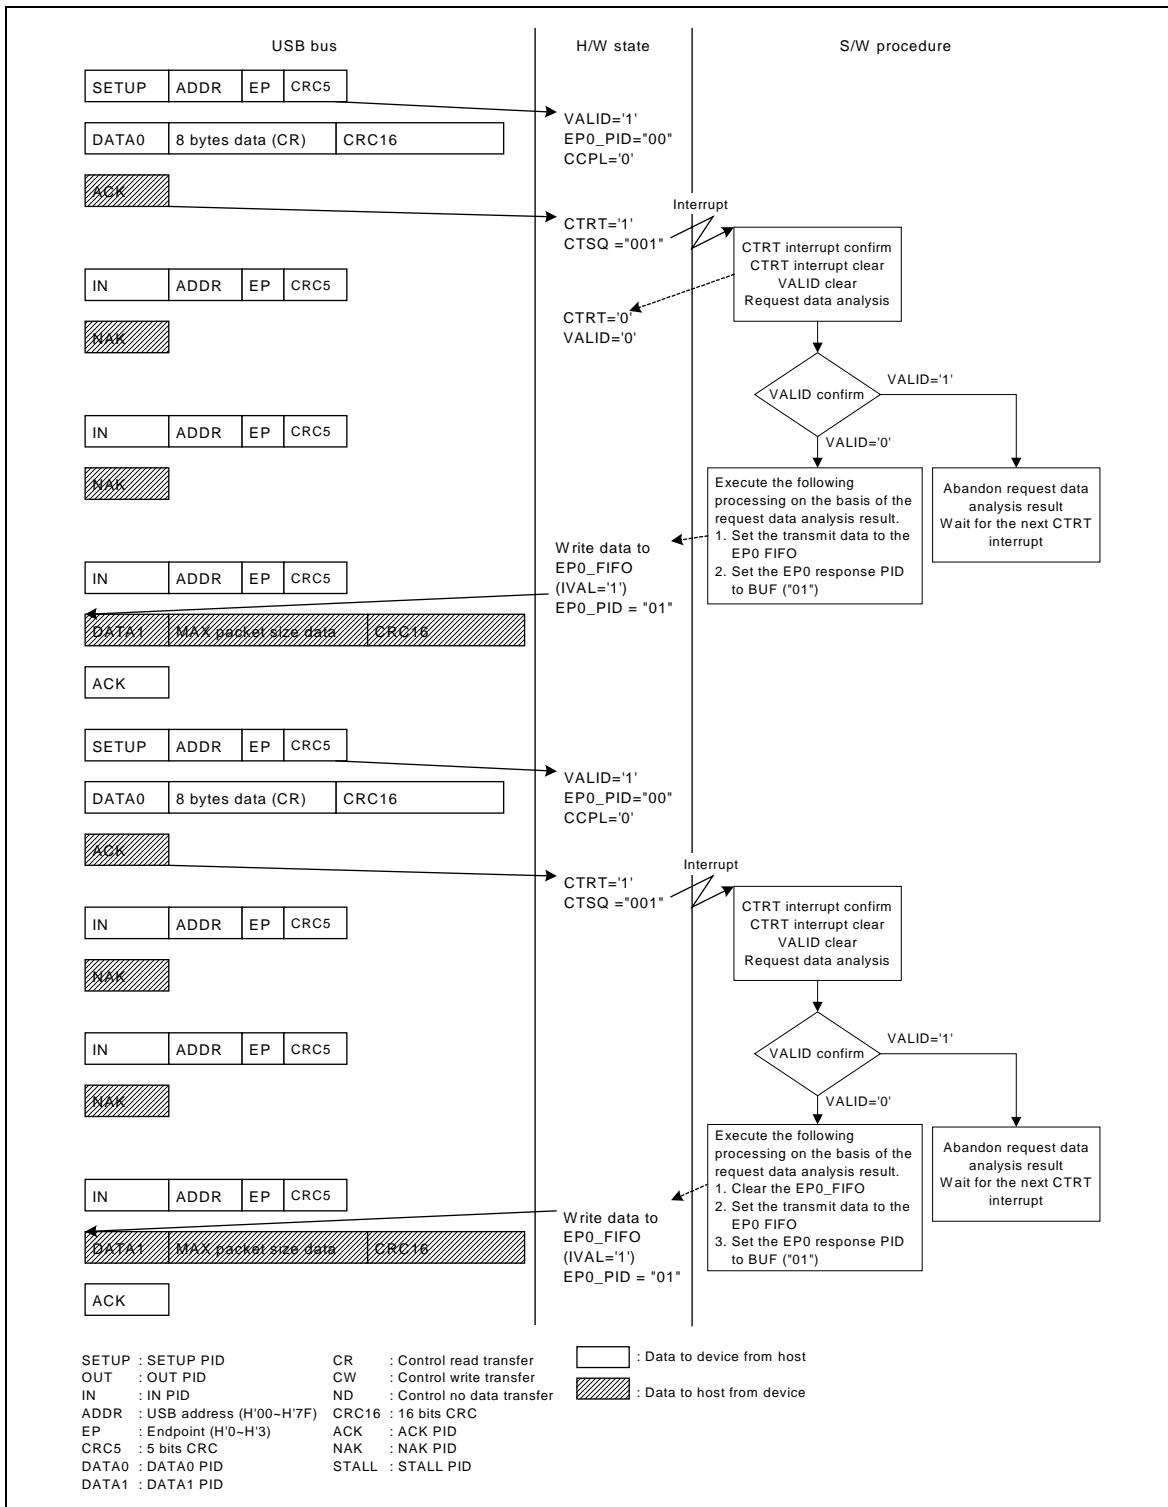 USB bus
H/W state
S/W procedure
SETUP ADDR EP CRC5
VALID='1'
EP0_PID="00"
CCPL='0'
DATA0 8 bytes data (CR) CRC16
ACK
Interrupt
CTRT='1'
CTSQ ="001"
CTRT interrupt confirm
CTRT interrupt clear
VALID clear
Request data analysis
IN ADDR EP CRC5
CTRT='0'
VALID='0'
NAK
VALID confirm
VALID='1'
VALID='0'
IN ADDR EP CRC5
NAK
Execute the following
processing on the basis of the
request data analysis result.
1. Set the transmit data to the
EP0 FIFO
2. Set the EP0 response PID
to BUF ("01")
Abandon request data
analysis result
Wait for the next CTRT
interrupt
Write data to
EP0_FIFO
(IVAL='1')
EP0_PID = "01"
IN ADDR EP CRC5
DATA1 MAX packet size data CRC16
ACK
SETUP ADDR EP CRC5
VALID='1'
EP0_PID="00"
CCPL='0'
DATA0 8 bytes data (CR) CRC16
ACK
Interrupt
CTRT='1'
CTSQ ="001"
CTRT interrupt confirm
CTRT interrupt clear
VALID clear
Request data analysis
IN ADDR EP CRC5
NAK
IN ADDR EP CRC5
VALID confirm
VALID='1'
VALID='0'
NAK
Execute the following
processing on the basis of the
request data analysis result.
1. Clear the EP0_FIFO
2. Set the transmit data to the
EP0 FIFO
3. Set the EP0 response PID
to BUF ("01")
Abandon request data
analysis result
Wait for the next CTRT
interrupt
IN ADDR EP CRC5
Write data to
EP0_FIFO
(IVAL='1')
EP0_PID = "01"
DATA1 MAX packet size data CRC16
ACK
SETUP : SETUP PID
OUT : OUT PID
IN : IN PID
ADDR : USB address (H'00~H'7F)
EP : Endpoint (H'0~H'3)
CRC5 : 5 bits CRC
DATA0 : DATA0 PID
DATA1 : DATA1 PID
CR : Control read transfer
CW : Control write transfer
ND : Control no data transfer
CRC16 : 16 bits CRC
ACK : ACK PID
NAK : NAK PID
STALL : STALL PID
: Data to device from host
: Data to host from device